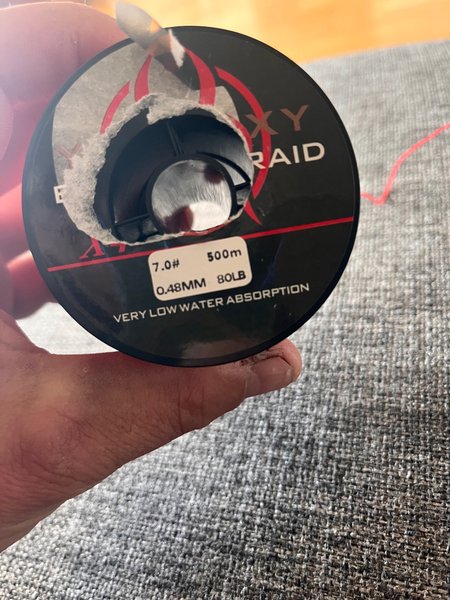 XY
RAID
7.0# 500m
0.48MM 80LB
VERY LOW WATER ABSORPTION